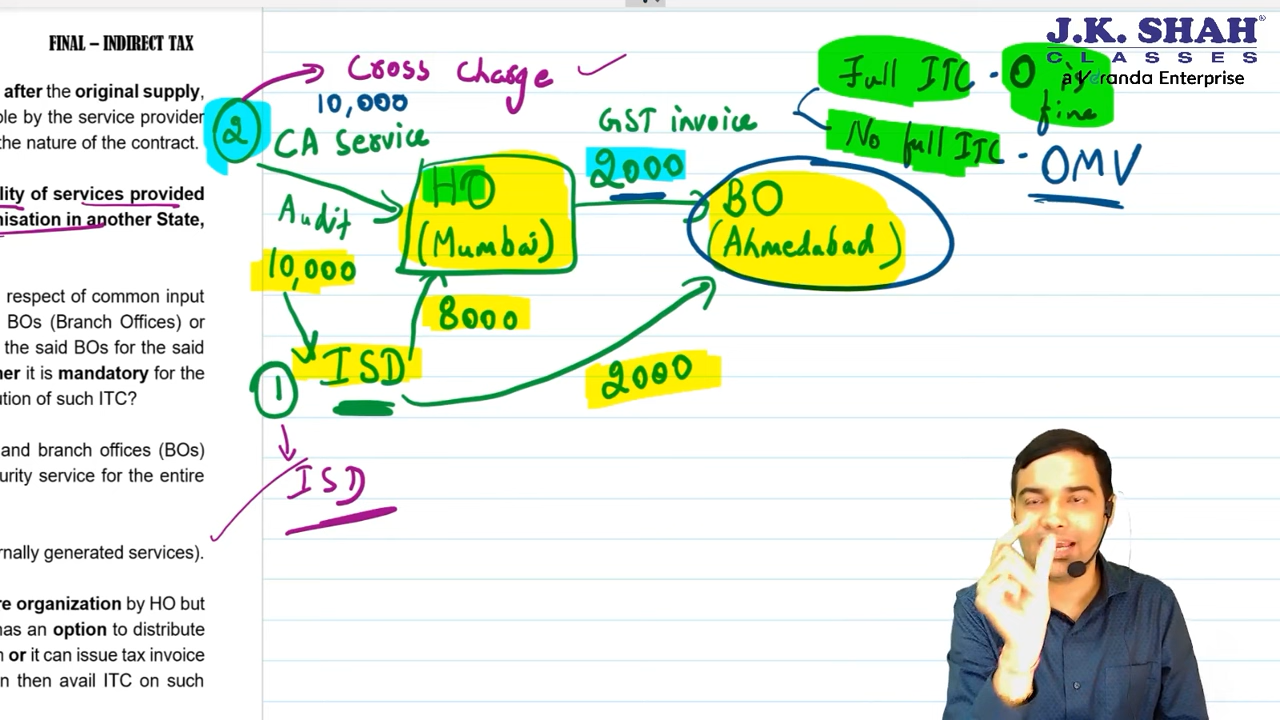 FINAL – INDIRECT TAX
after the original supply,
ble by the service provider
the nature of the contract.
lity of services provided
nisation in another State,
respect of common input
BOs (Branch Offices) or
the said BOs for the said
her it is mandatory for the
ution of such ITC?
and branch offices (BOs)
urity service for the entire
rnally generated services).
re organization by HO but
has an option to distribute
n or it can issue tax invoice
n then avail ITC on such
2
Cross Charge
10,000
CA Service
Audit
10,000
HO
(Mumbai)
GST invoice
2000
BO
(Ahmedabad)
Full ITC - 0 is
fine
No full ITC - OMV
8000
ISD
2000
1
ISD
J.K. SHAH®
CLASSES
a Veranda Enterprise